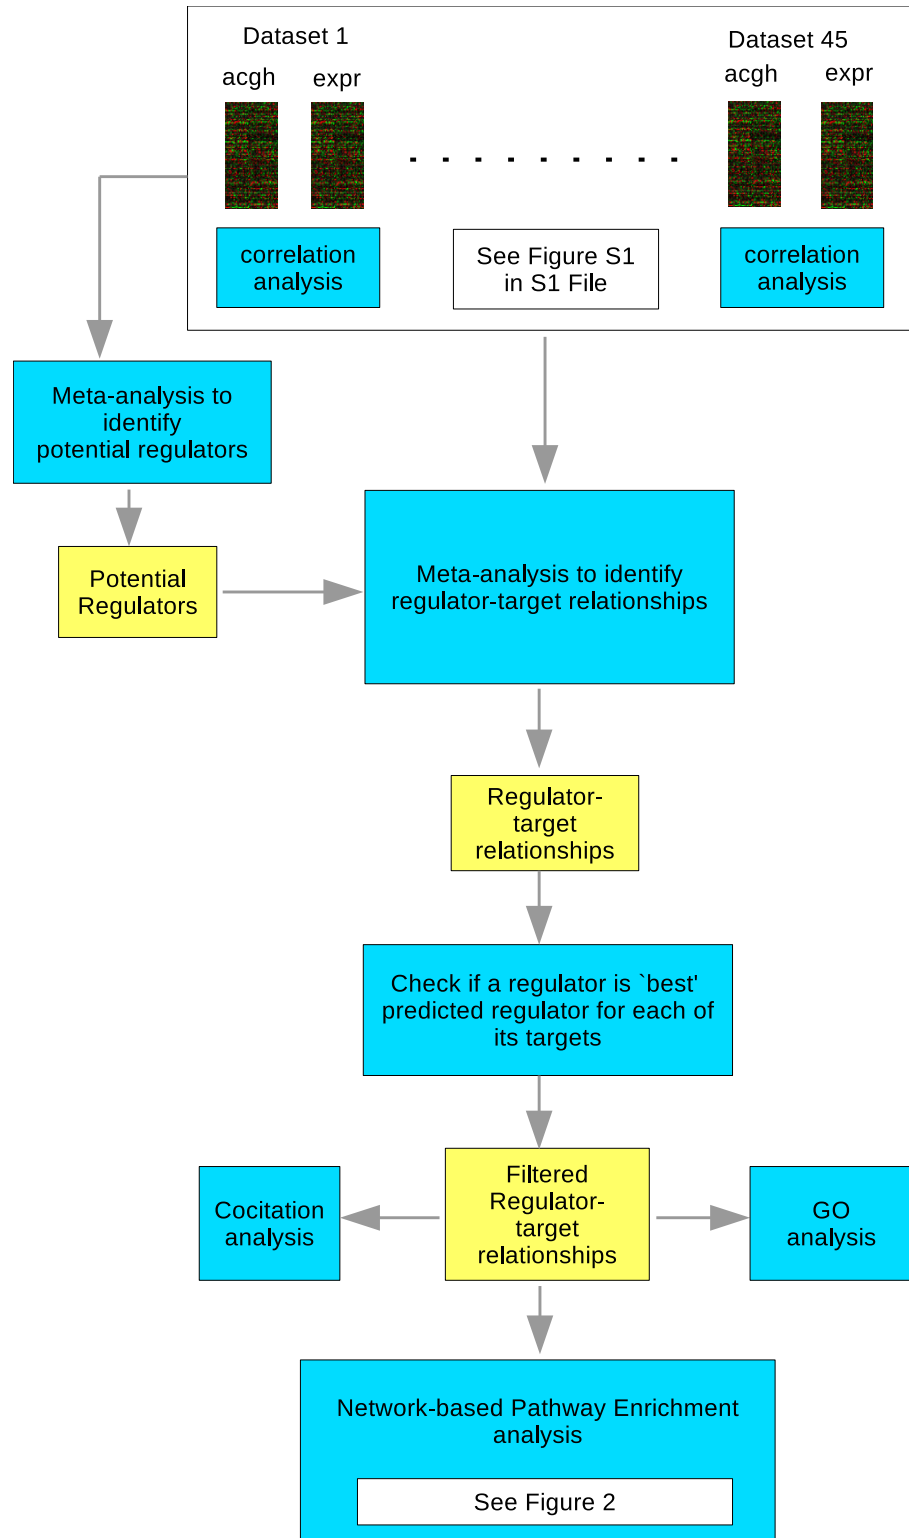 Dataset 1
Dataset 45
acgh
expr
acgh
expr
correlation
analysis
See Figure S1
in S1 File
correlation
analysis
Meta-analysis to
identify
potential regulators
Meta-analysis to identify
regulator-target relationships
Potential
Regulators
Regulator-
target
relationships
Check if a regulator is `best'
predicted regulator for each of
its targets
Cocitation
analysis
Filtered
Regulator-
target
relationships
GO
analysis
Network-based Pathway Enrichment
analysis
See Figure 2